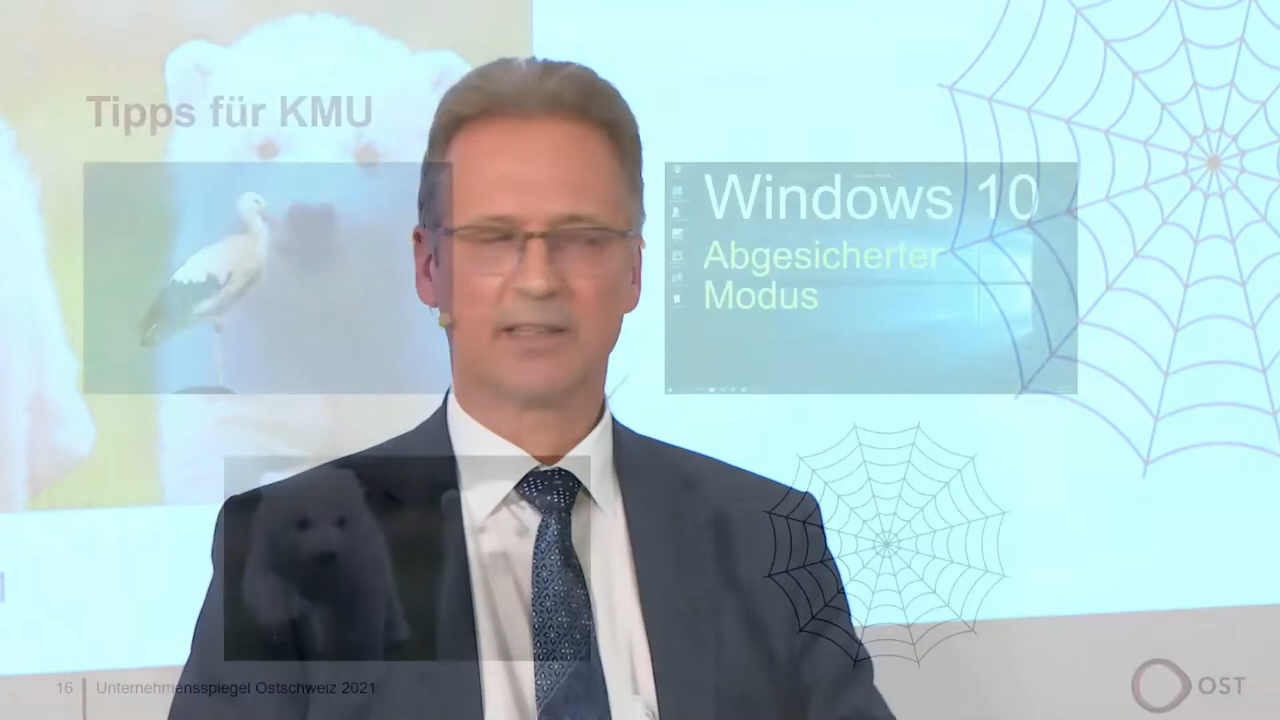 Tipps für KMU
Windows 10
Abgesicherter
Modus
16
Unternehmensspiegel Ostschweiz 2021
OST